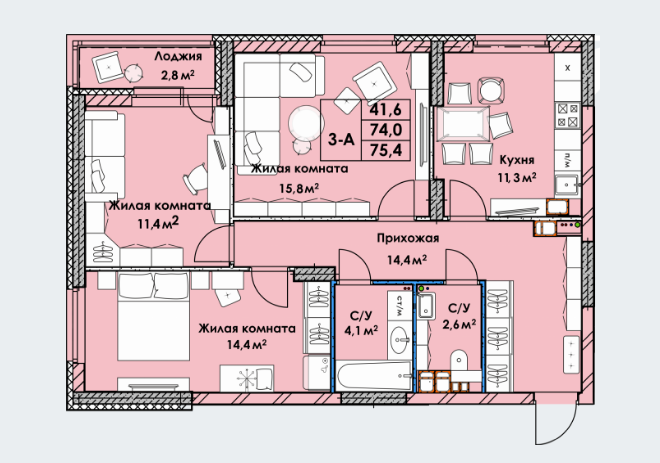 Лоджия
2,8 м²
41,6
3-А
74,0
75,4
Жилая комната
15,8 м²
X
П/М
Кухня
11,3 м²
Жилая комната
11,4 м²
Прихожая
14,4 м²
Жилая комната
14,4 м²
С/У
4,1 м²
СТ/М
С/У
2,6 м²